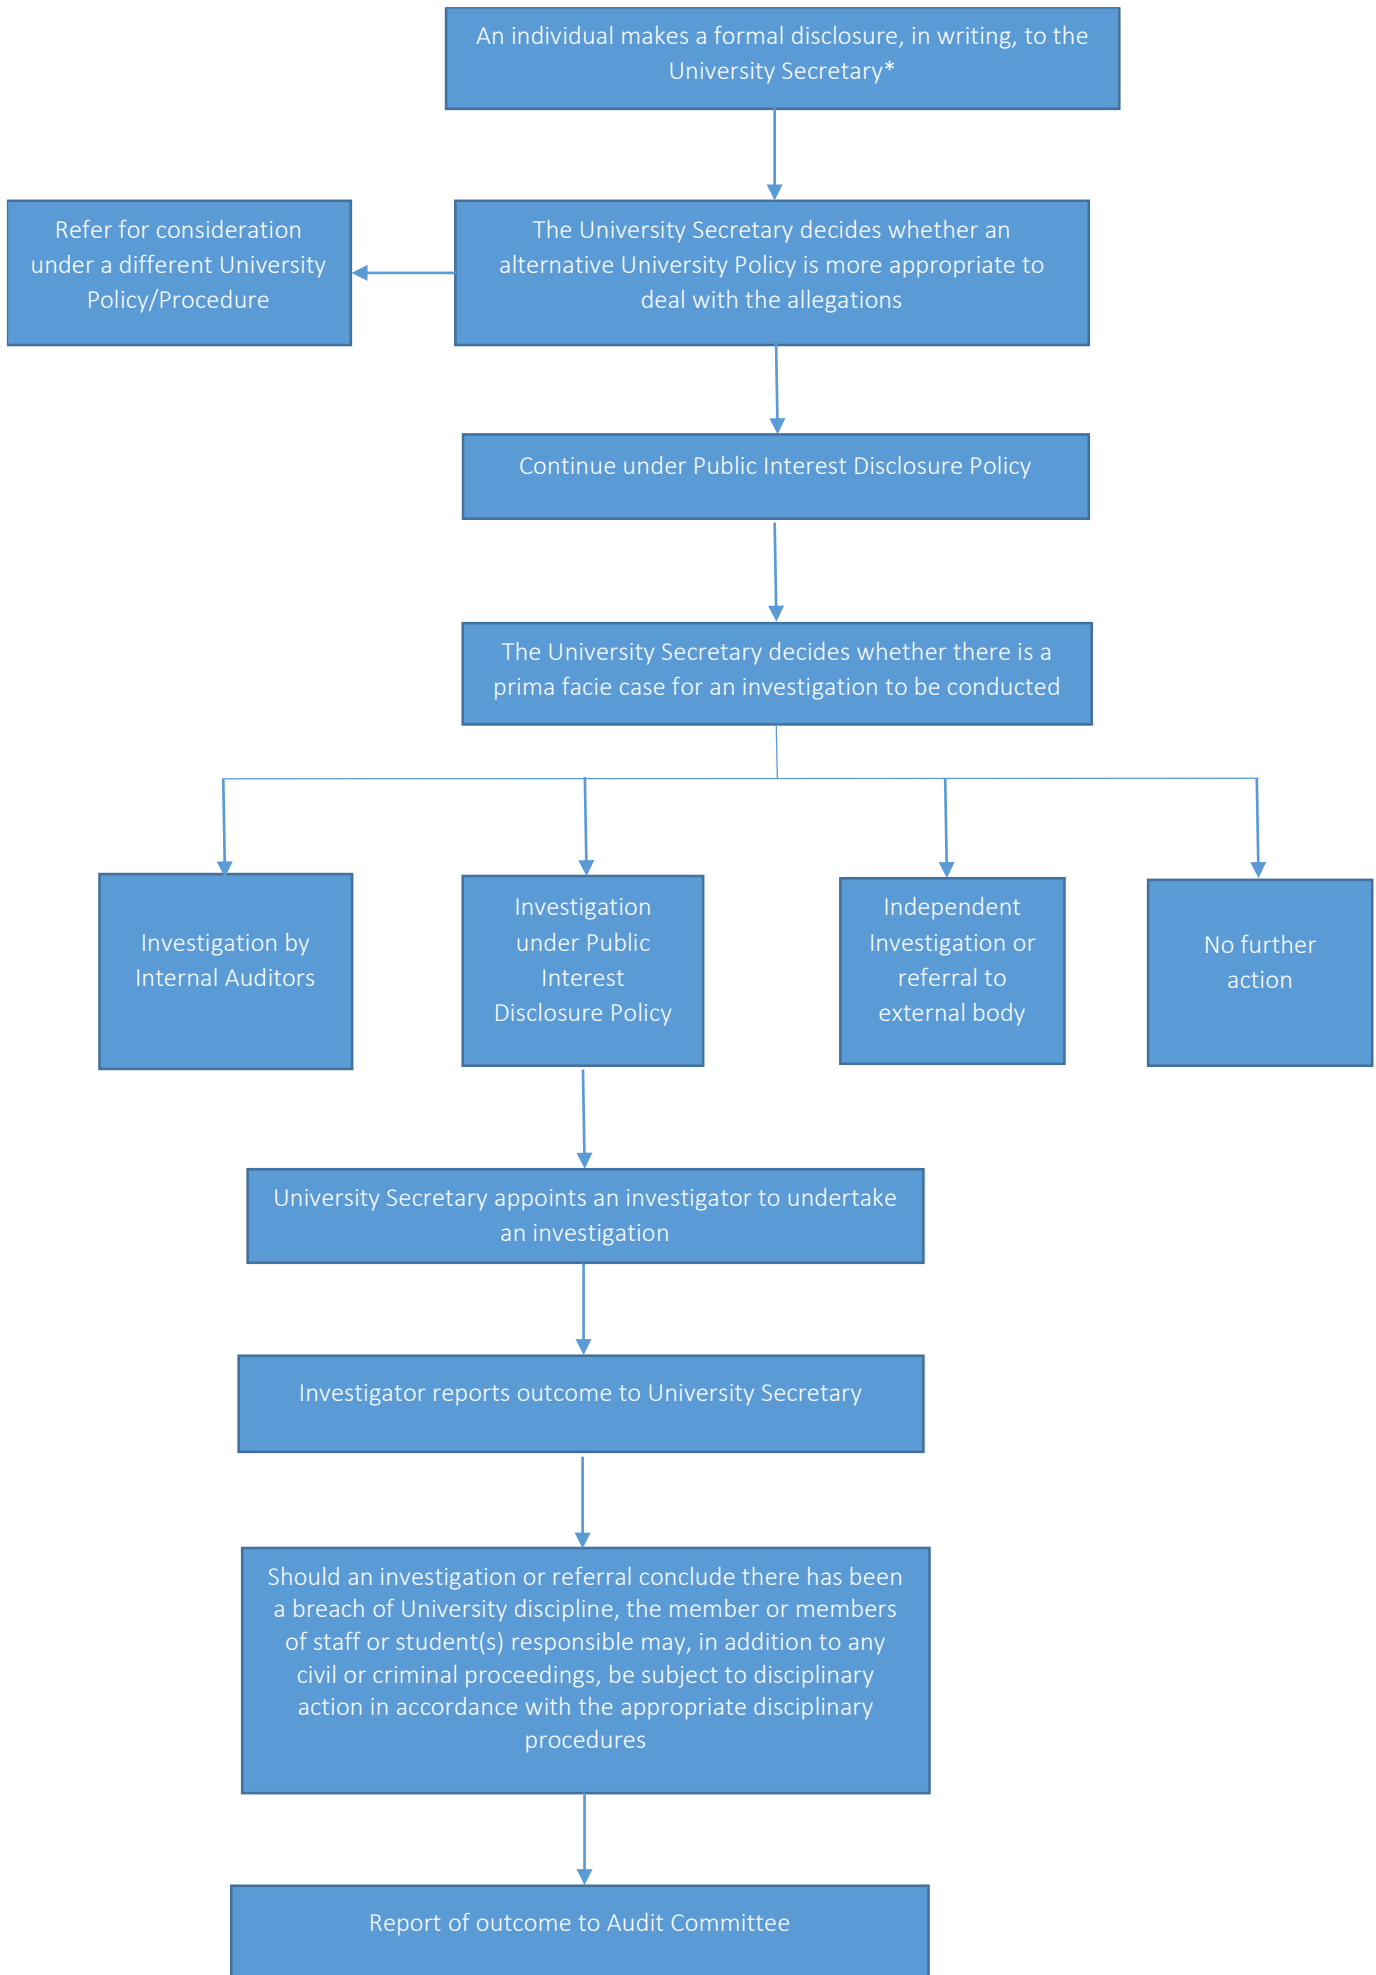 An individual makes a formal disclosure, in writing, to the
University Secretary*
Refer for consideration
under a different University
Policy/Procedure
The University Secretary decides whether an
alternative University Policy is more appropriate to
deal with the allegations
Continue under Public Interest Disclosure Policy
The University Secretary decides whether there is a
prima facie case for an investigation to be conducted
Investigation by
Internal Auditors
Investigation
under Public
Interest
Disclosure Policy
Independent
Investigation or
referral to
external body
No further
action
University Secretary appoints an investigator to undertake
an investigation
Investigator reports outcome to University Secretary
Should an investigation or referral conclude there has been
a breach of University discipline, the member or members
of staff or student(s) responsible may, in addition to any
civil or criminal proceedings, be subject to disciplinary
action in accordance with the appropriate disciplinary
procedures
Report of outcome to Audit Committee